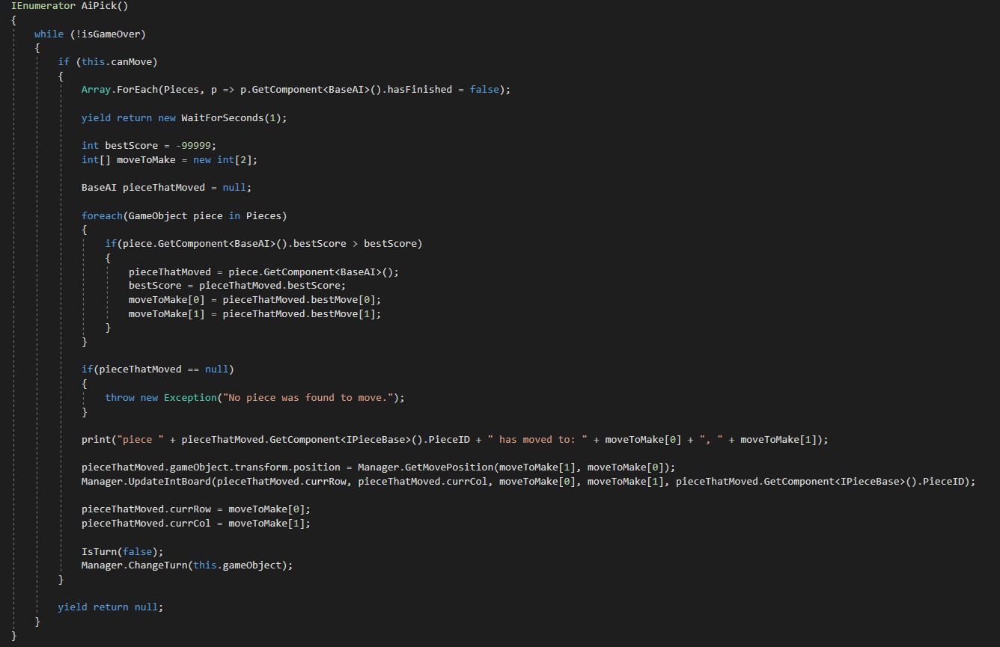 IEnumerator AiPick()
{
while (!isGameOver)
{
if (this.canMove)
{
Array.ForEach(Pieces, p => p.GetComponent<BaseAI>().hasFinished = false);
yield return new WaitForSeconds(1);
int bestScore = -99999;
int[] moveToMake = new int[2];
BaseAI pieceThatMoved = null;
foreach(GameObject piece in Pieces)
{
if(piece.GetComponent<BaseAI>().bestScore > bestScore)
{
pieceThatMoved = piece.GetComponent<BaseAI>();
bestScore = pieceThatMoved.bestScore;
moveToMake[0] = pieceThatMoved.bestMove[0];
moveToMake[1] = pieceThatMoved.bestMove[1];
}
}
if(pieceThatMoved == null)
{
throw new Exception("No piece was found to move.");
}
print("piece " + pieceThatMoved.GetComponent<IPieceBase>().PieceID + " has moved to: " + moveToMake[0] + ", " + moveToMake[1]);
pieceThatMoved.gameObject.transform.position = Manager.GetMovePosition(moveToMake[1], moveToMake[0]);
Manager.UpdateIntBoard(pieceThatMoved.currRow, pieceThatMoved.currCol, moveToMake[0], moveToMake[1], pieceThatMoved.GetComponent<IPieceBase>().PieceID);
pieceThatMoved.currRow = moveToMake[0];
pieceThatMoved.currCol = moveToMake[1];
IsTurn(false);
Manager.ChangeTurn(this.gameObject);
}
yield return null;
}
}